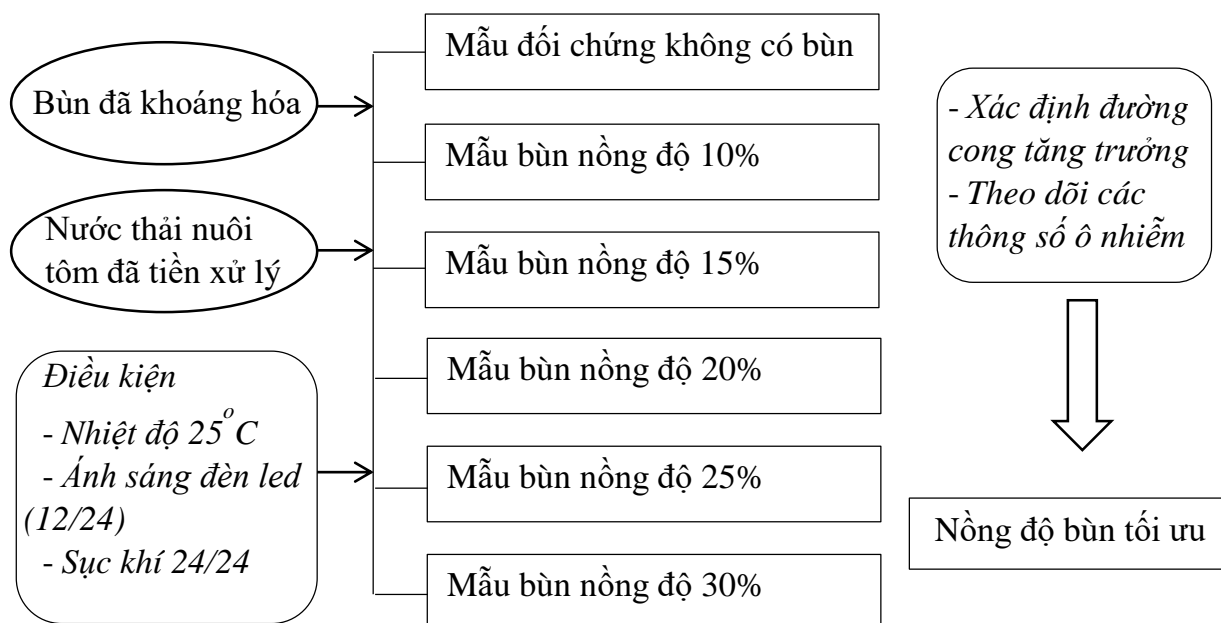 Bùn đã khoáng hóa
Nước thải nuôi
tôm đã tiền xử lý
Điều kiện
- Nhiệt độ 25°C
- Ánh sáng đèn led
(12/24)
- Sục khí 24/24
Mẫu đối chứng không có bùn
Mẫu bùn nồng độ 10%
Mẫu bùn nồng độ 15%
Mẫu bùn nồng độ 20%
Mẫu bùn nồng độ 25%
Mẫu bùn nồng độ 30%
- Xác định đường
cong tăng trưởng
- Theo dõi các
thông số ô nhiễm
Nồng độ bùn tối ưu